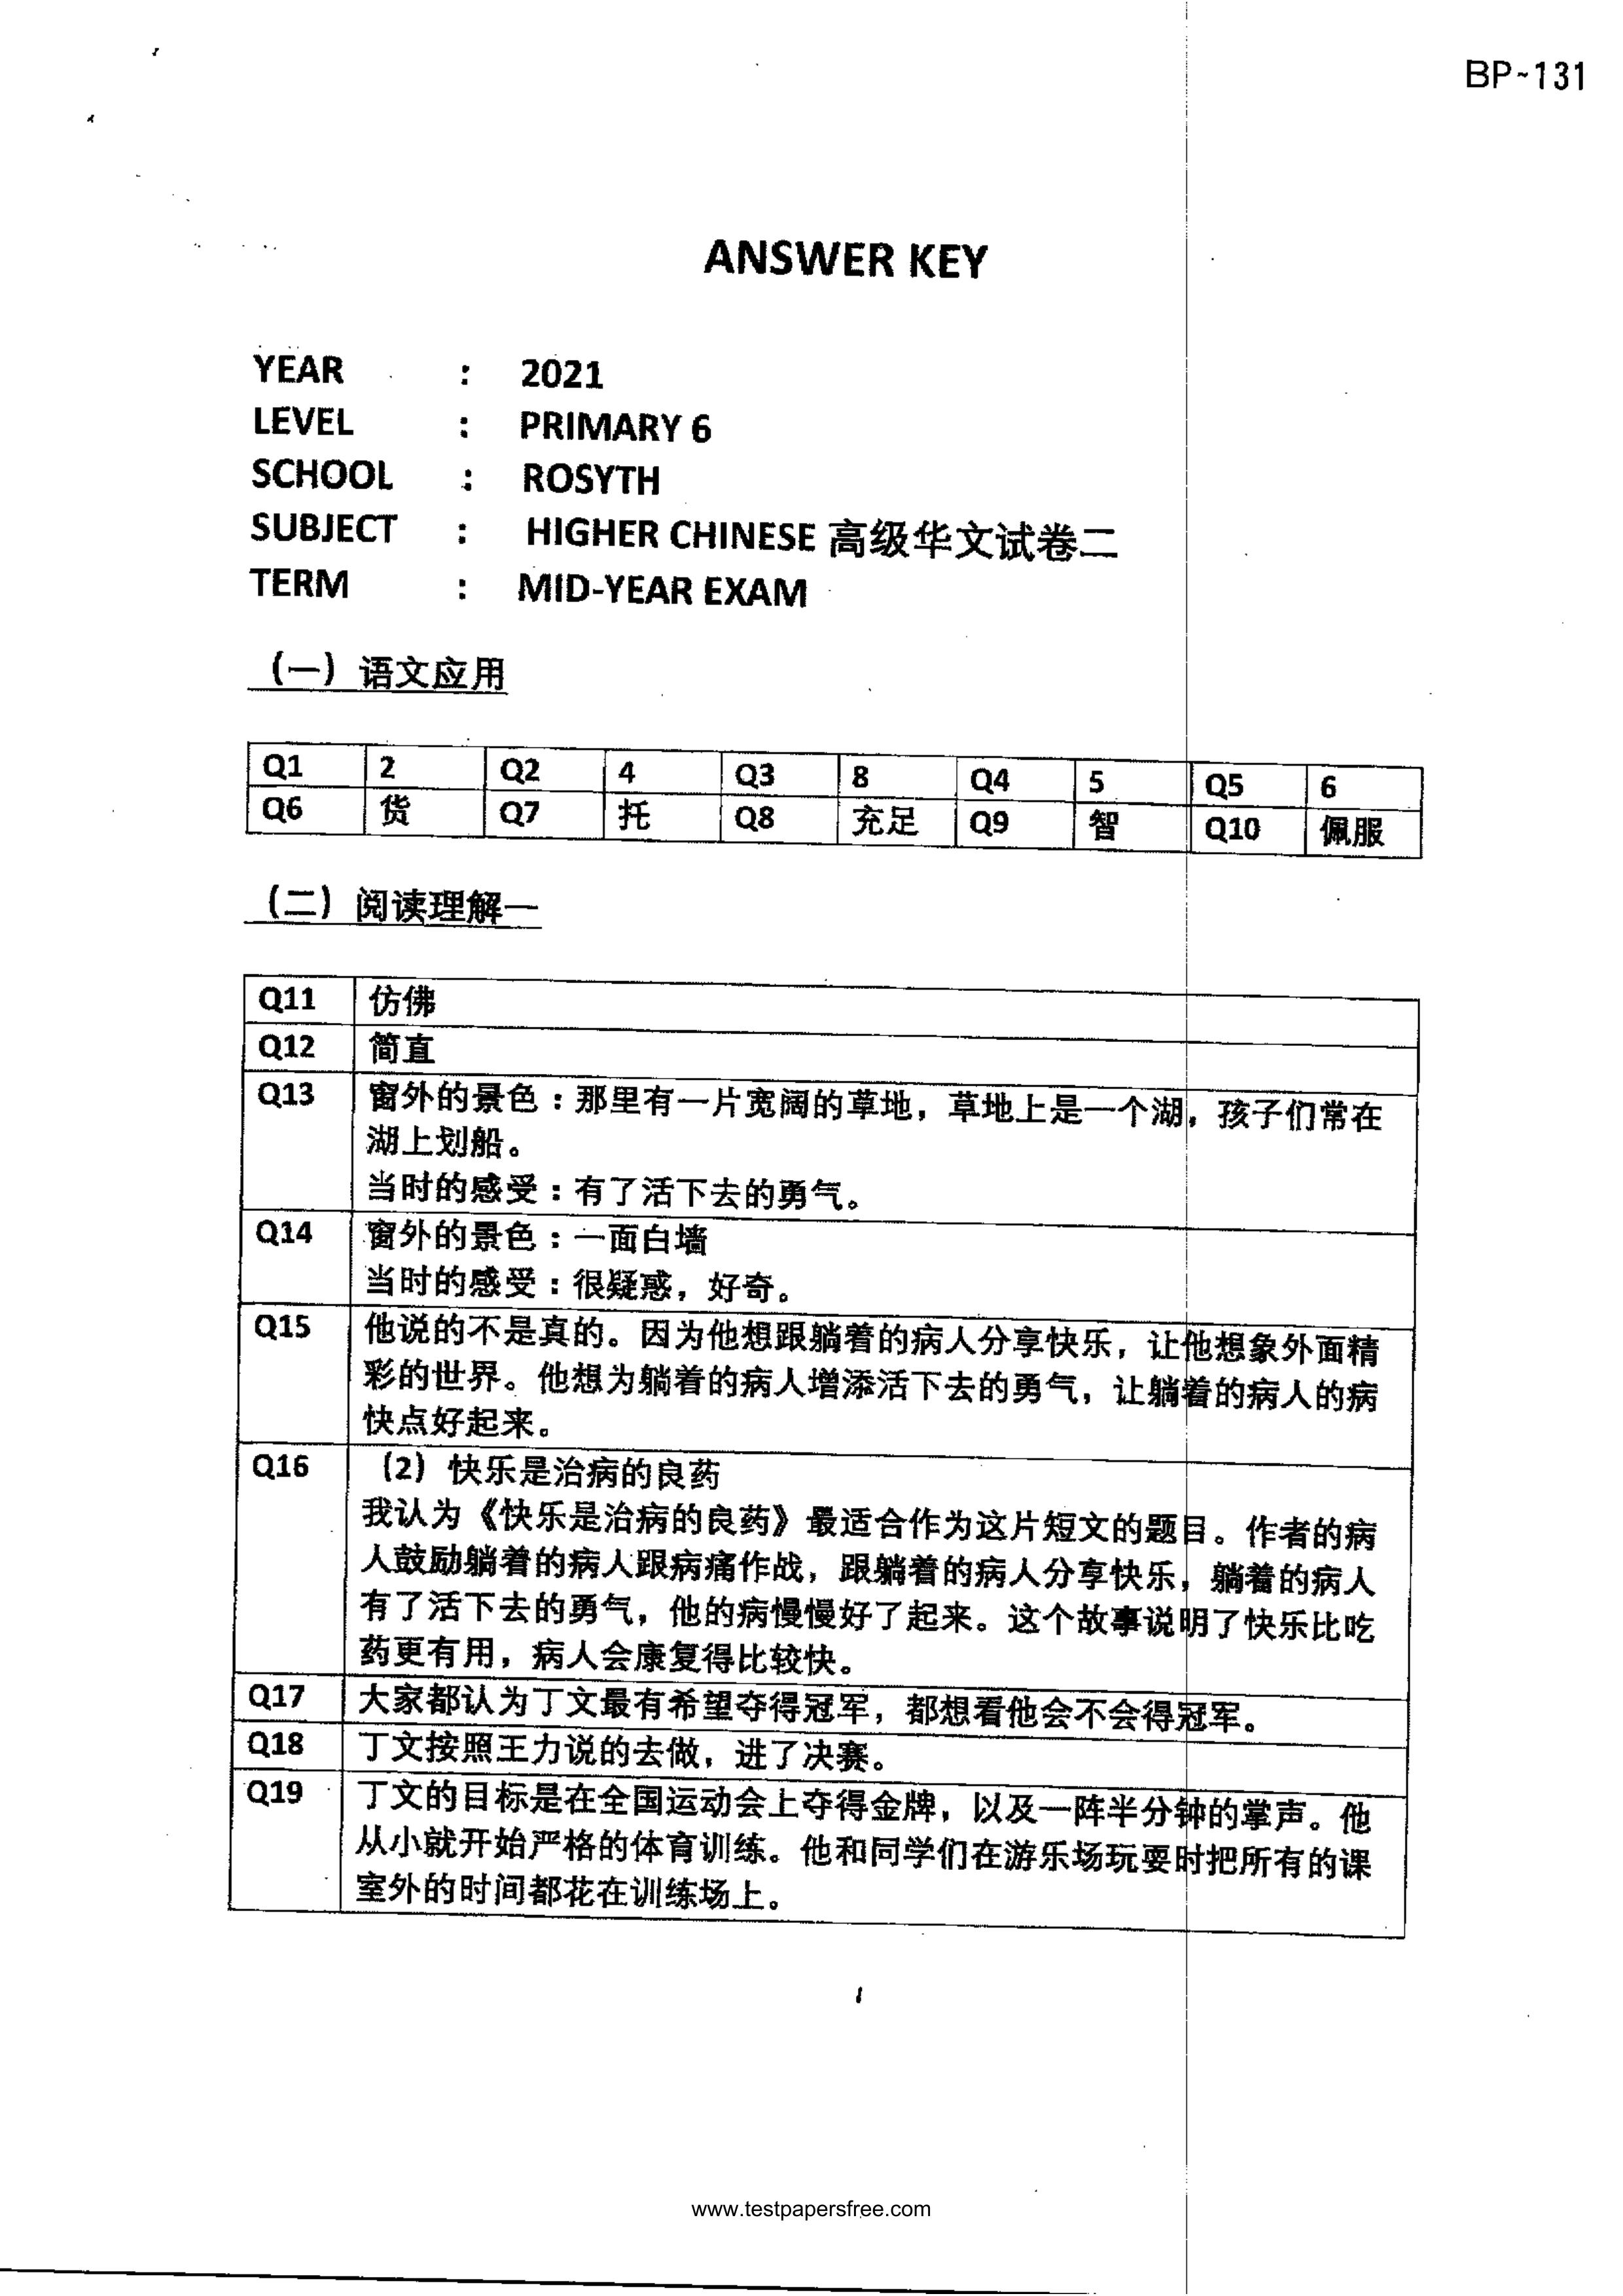 BP-131
ANSWER KEY
YEAR : 2021
LEVEL : PRIMARY 6
SCHOOL : ROSYTH
SUBJECT : HIGHER CHINESE 高级华文试卷二
TERM : MID-YEAR EXAM
(一) 语文应用
Q1 2 Q2 4 Q3 8 Q4 5 Q5 6
Q6 货 Q7 托 Q8 充足 Q9 智 Q10 佩服
(二) 阅读理解一
Q11 仿佛
Q12 简直
Q13 窗外的景色：那里有一片宽阔的草地，草地上是一个湖，孩子们常在
湖上划船。
当时的感受：有了活下去的勇气。
Q14 窗外的景色：一面白墙
当时的感受：很疑惑，好奇。
Q15 他说的不是真的。因为他想跟躺着的病人分享快乐，让他想象外面精
彩的世界。他想为躺着的病人增添活下去的勇气，让躺着的病人的病
快点好起来。
Q16 (2) 快乐是治病的良药
我认为《快乐是治病的良药》最适合作为这片短文的题目。作者的病
人鼓励躺着的病人跟病痛作战，跟躺着的病人分享快乐，躺着的病人
有了活下去的勇气，他的病慢慢好了起来。这个故事说明了快乐比吃
药更有用，病人会康复得比较快。
Q17 大家都认为丁文最有希望夺得冠军，都想看他会不会得冠军。
Q18 丁文按照王力说的去做，进了决赛。
Q19 丁文的目标是在全国运动会上夺得金牌，以及一阵半分钟的掌声。他
从小就开始严格的体育训练。他和同学们在游乐场玩耍时把所有的课
室外的时间都花在训练场上。
1
www.testpapersfree.com